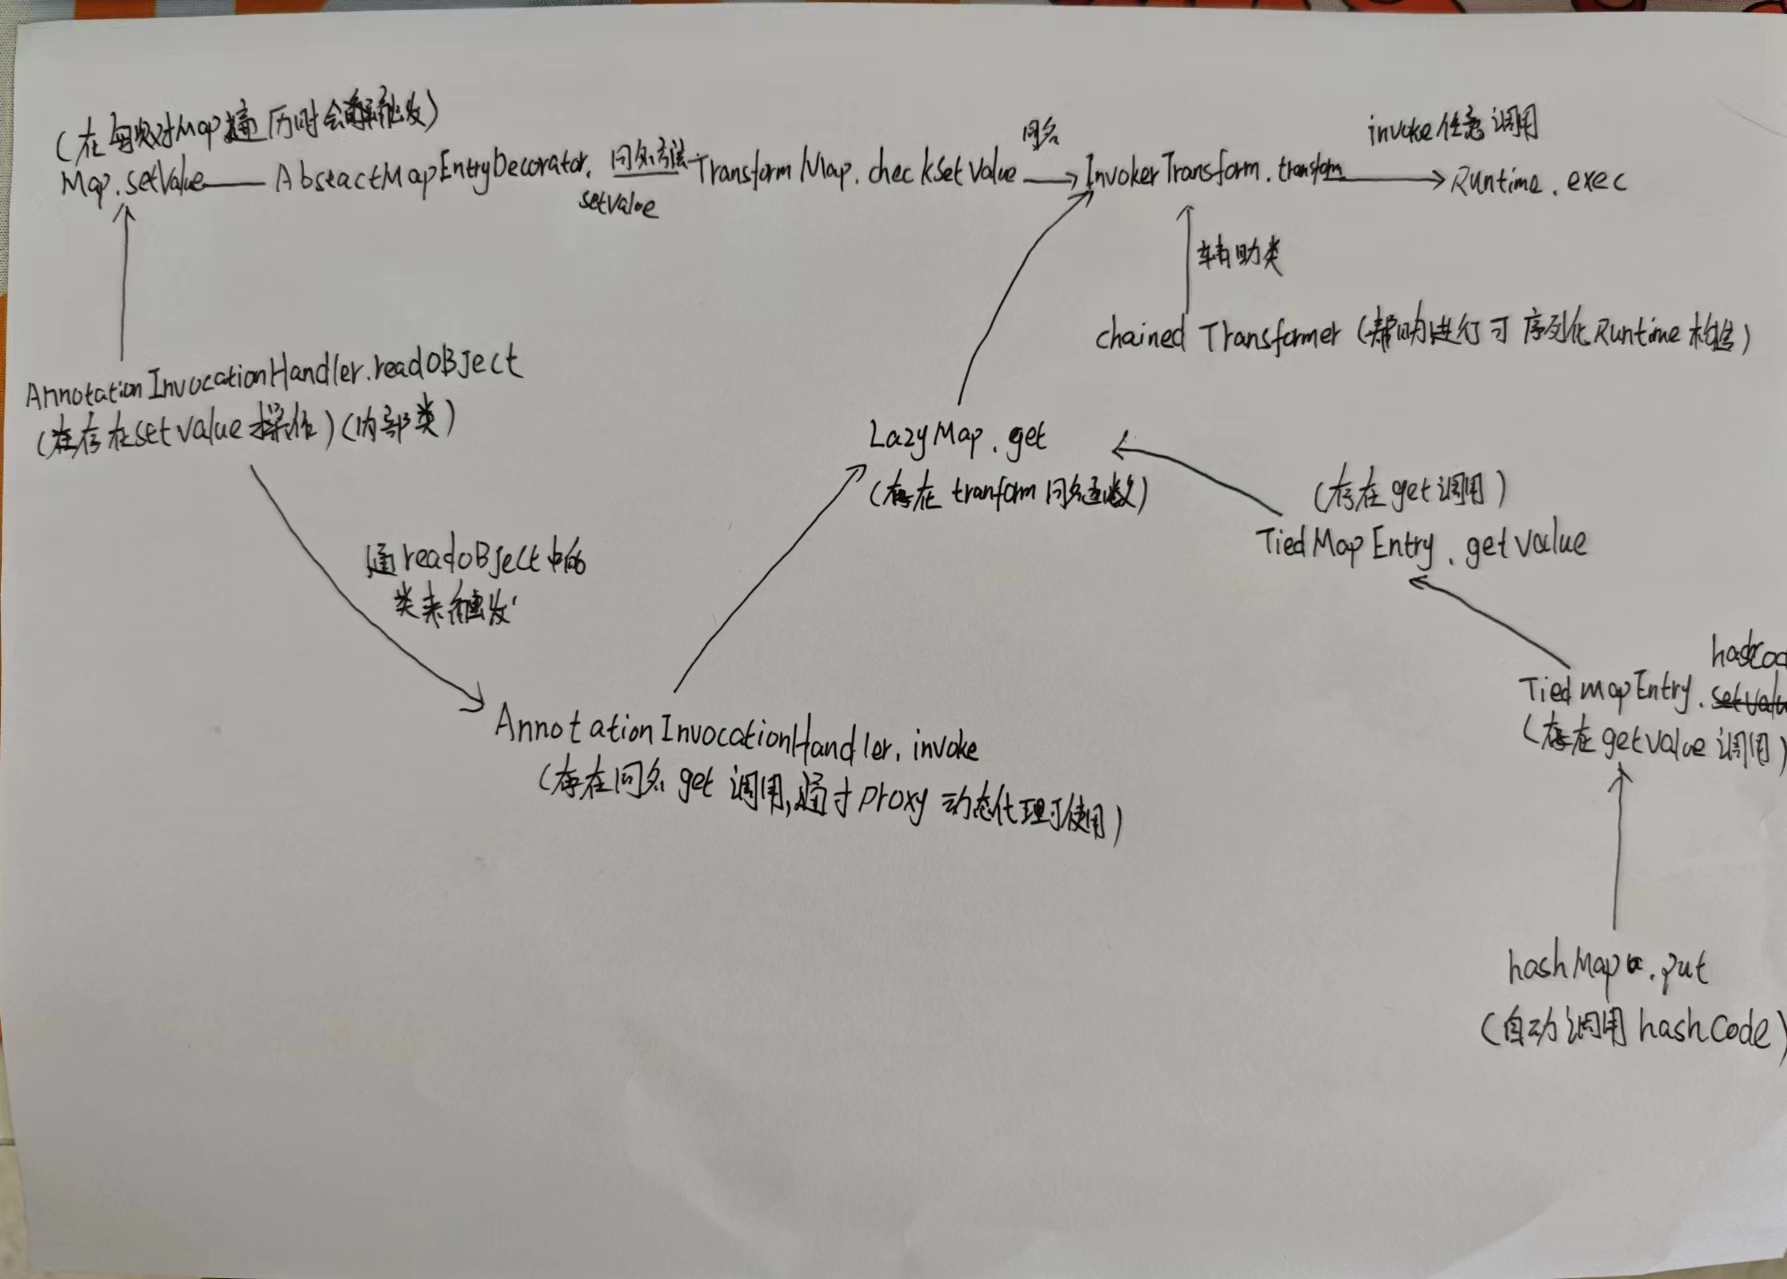 (在每次对Map遍历时会触发)
Map.setValue AbstactMapEntryDecorator. 同名方法 TransformMap.checkSetValue 同名 InvokerTransform.transform invoke任意调用 Runtime.exec
setValue
辅助类
chained Transformer (帮助进行可序列化Runtime构造)
AnnotationInvocationHandler.readOBJect
(存在setValue操作)(内部类)
LazyMap.get
(存在tranform同名函数)
(存在get调用)
TiedMapEntry.getValue
通readoBJect中的
类来触发
hashCod
TiedmapEntry.setValu
(存在getValue调用)
AnnotationInvocationHandler.invoke
(存在同名get调用,通过Proxy动态代理可使用)
hashMap.put
(自动调用hashCode)